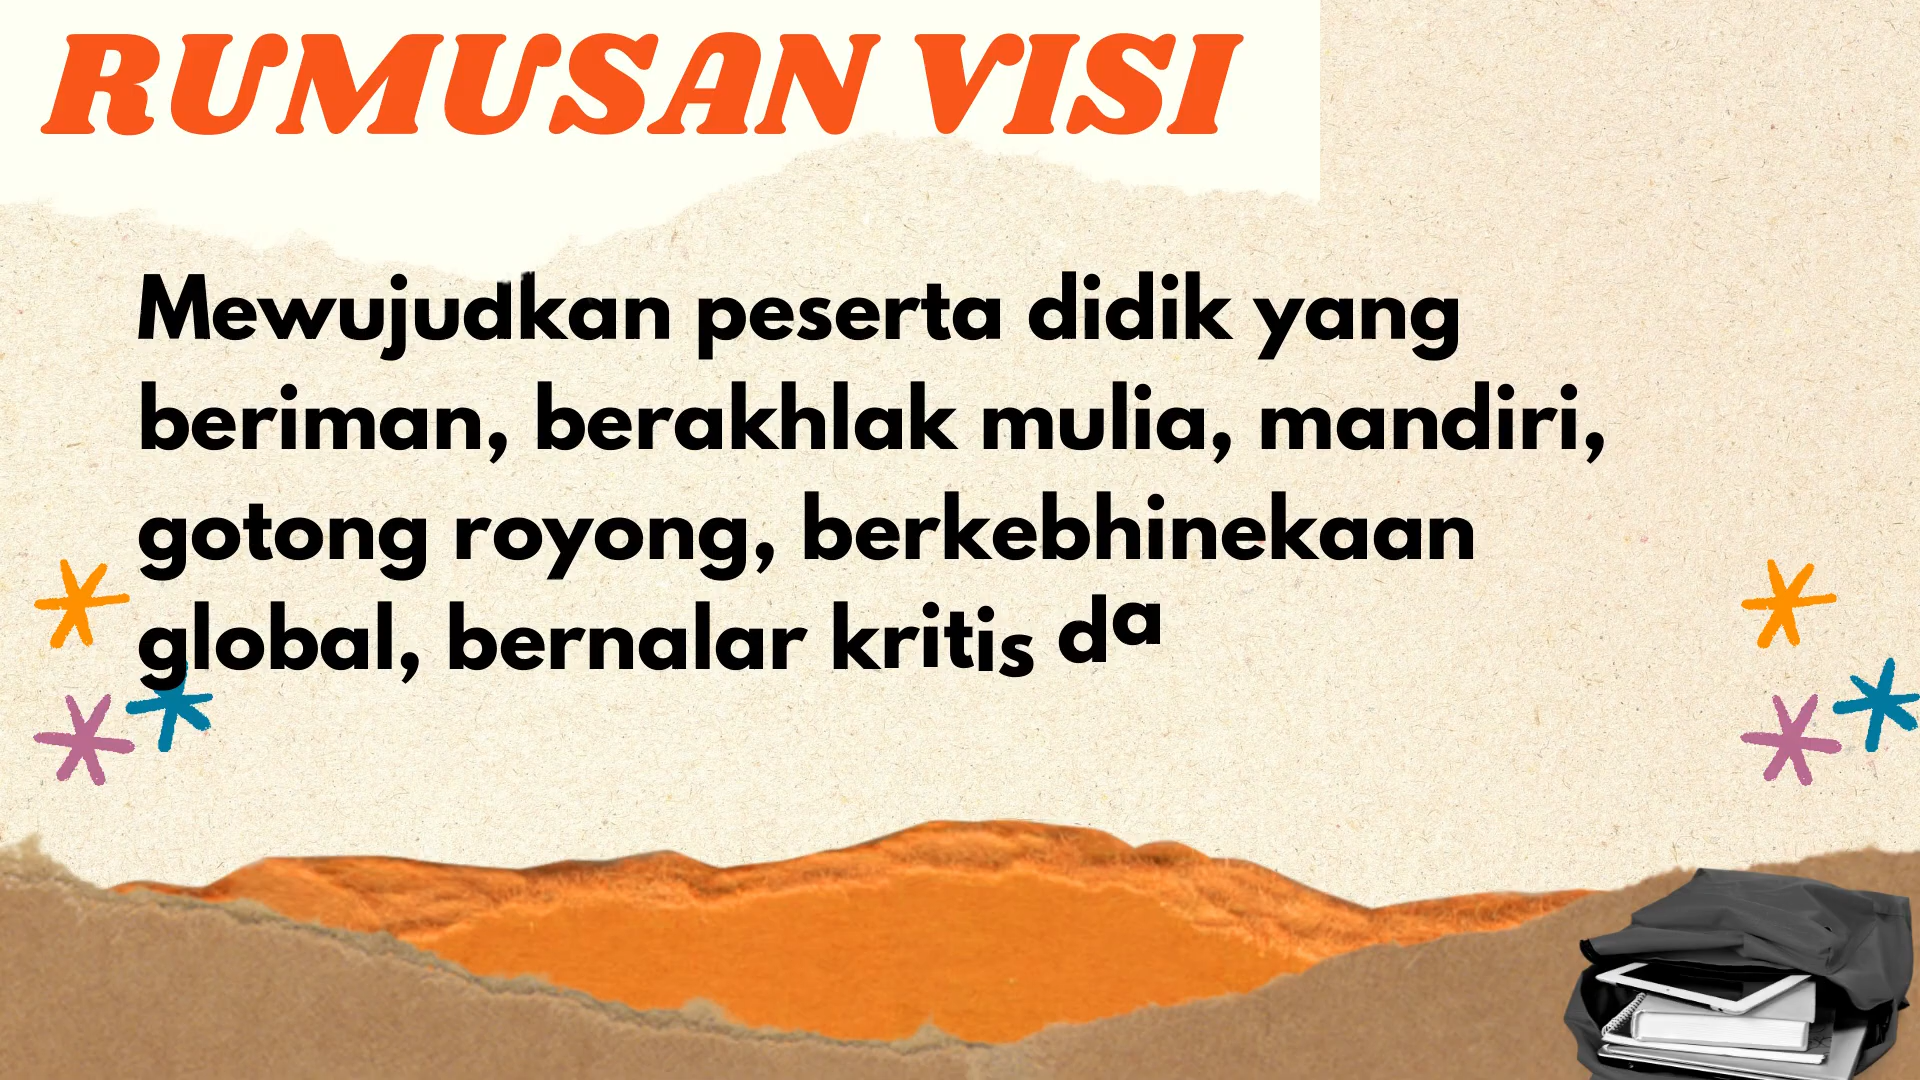 RUMUSAN VISI
Mewujudkan peserta didik yang
beriman, berakhlak mulia, mandiri,
gotong royong, berkebhinekaan
global, bernalar kritis da